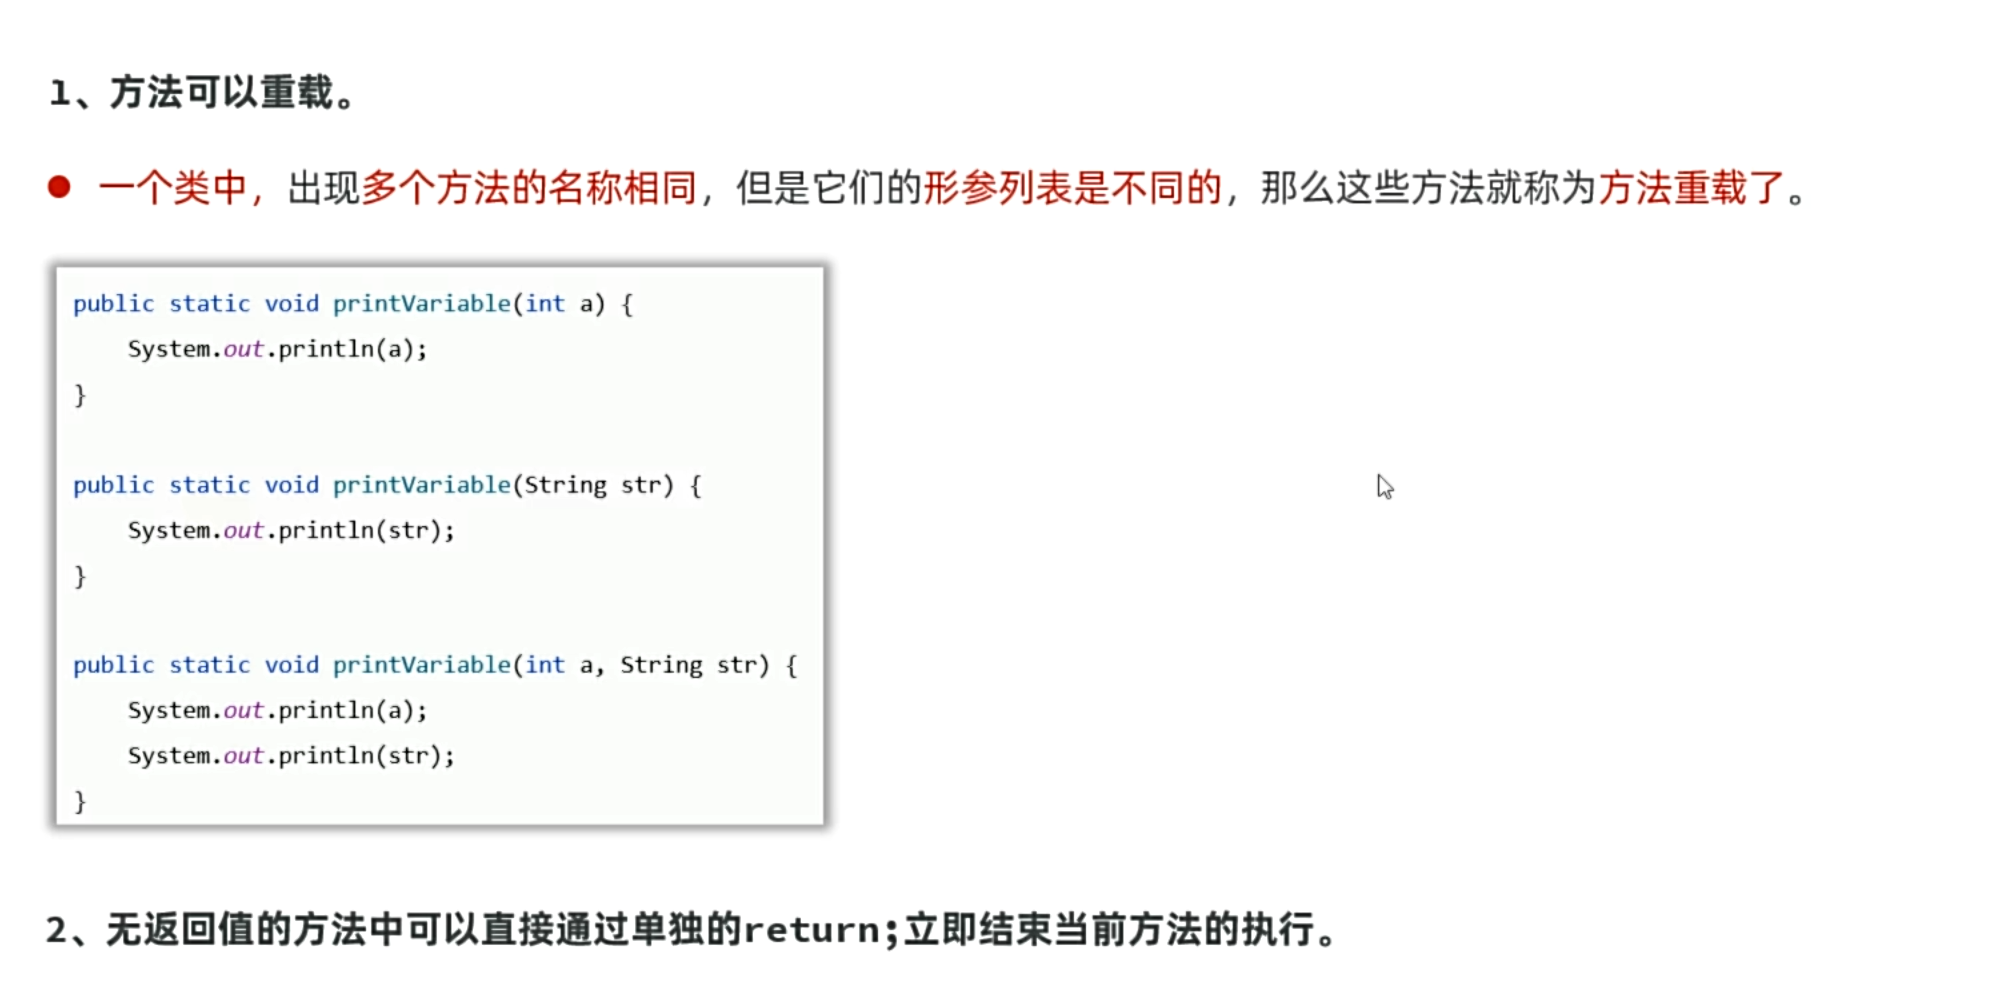 1、方法可以重载。
● 一个类中，出现多个方法的名称相同，但是它们的形参列表是不同的，那么这些方法就称为方法重载了。
public static void printVariable(int a) {
    System.out.println(a);
}
public static void printVariable(String str) {
    System.out.println(str);
}
public static void printVariable(int a, String str) {
    System.out.println(a);
    System.out.println(str);
}
2、无返回值的方法中可以直接通过单独的return;立即结束当前方法的执行。